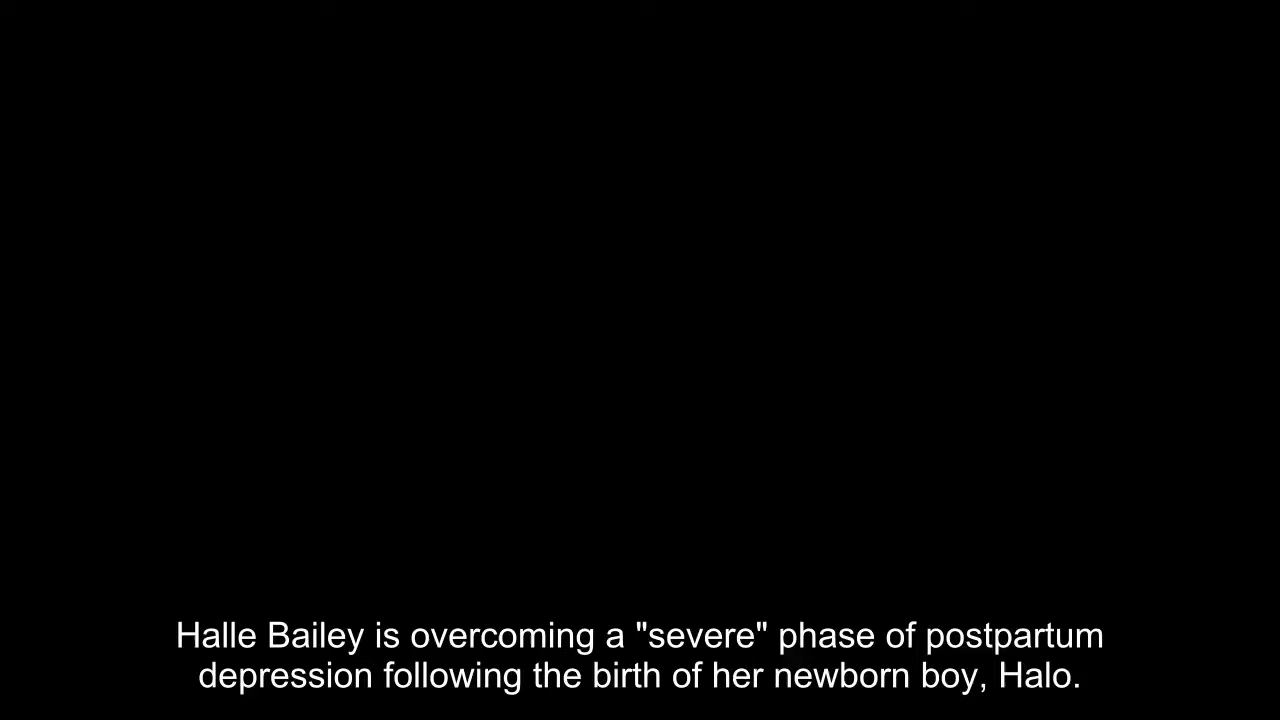 Halle Bailey is overcoming a "severe" phase of postpartum
depression following the birth of her newborn boy, Halo.